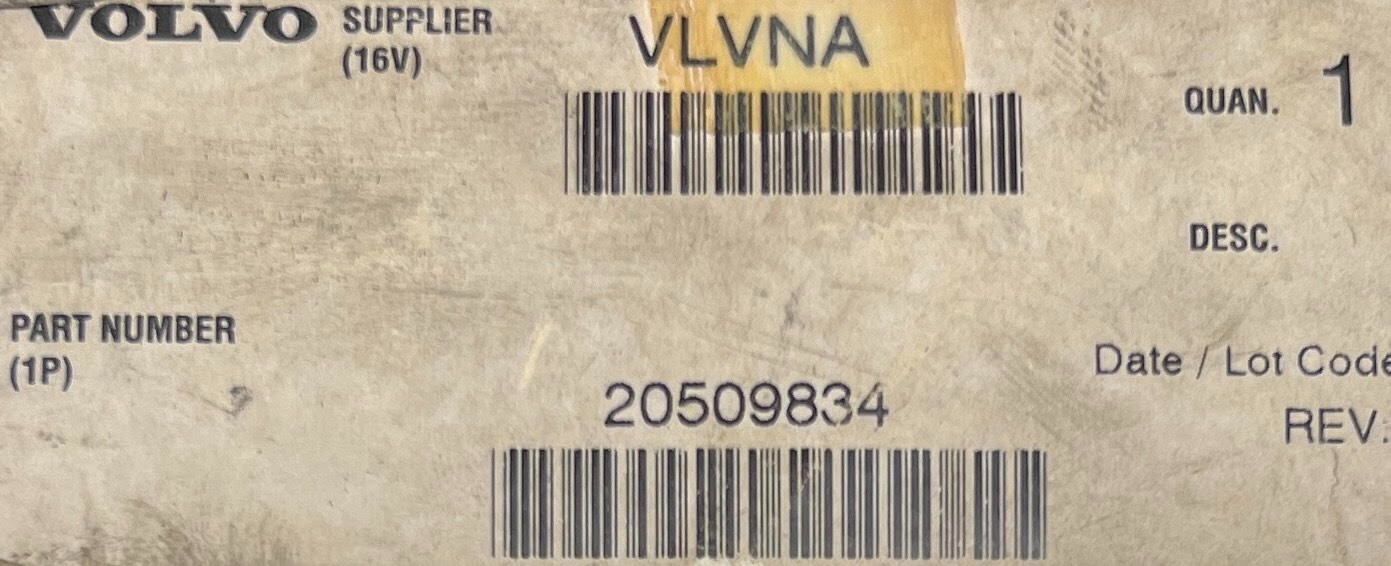 VOLVO SUPPLIER VLVNA
(16V)
QUAN. 1
DESC.
PART NUMBER
(1P)
20509834
Date / Lot Code
REV: